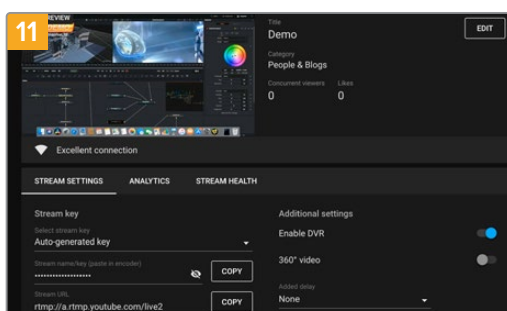 11
PREVIEW
Title
Demo
EDIT
Category
People & Blogs
Concurrent viewers Likes
0 0
Excellent connection
STREAM SETTINGS ANALYTICS STREAM HEALTH
Stream key Additional settings
Select stream key
Auto-generated key
Enable DVR
360° video
Stream name/key (paste in encoder)
•••••••••••••••••••
COPY
Added delay
None
Stream URL
rtmp://a.rtmp.youtube.com/live2
COPY